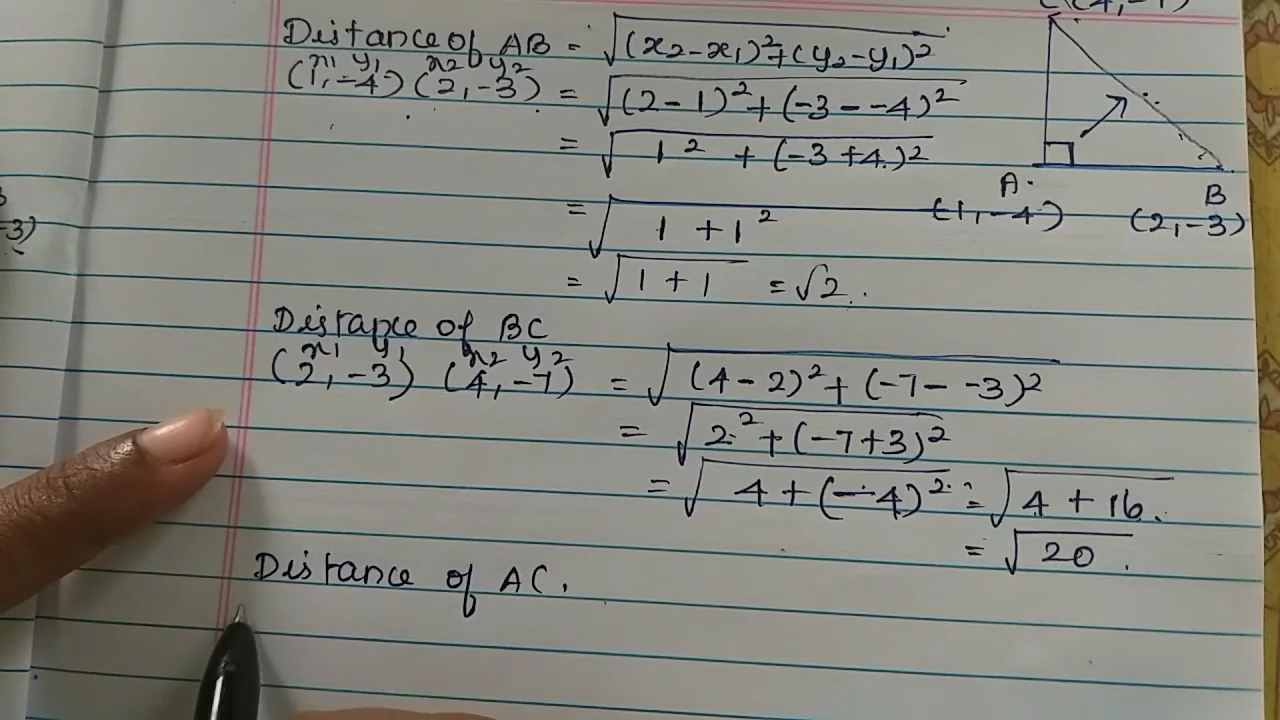 C (4,-7)
Distance of AB = √(x2-x1)²+(y2-y1)²
x1 y1 x2 y2
(1,-4) (2,-3) = √(2-1)²+(-3--4)²
= √1² + (-3+4)²
= √1+1²
= √1+1 = √2.
A
B
(1,-4) (2,-3)
Distance of BC
x1 y1 x2 y2
(2,-3) (4,-7) = √(4-2)²+(-7--3)²
= √2²+(-7+3)²
= √4+(-4)² = √4+16.
= √20.
Distance of AC.
-3)